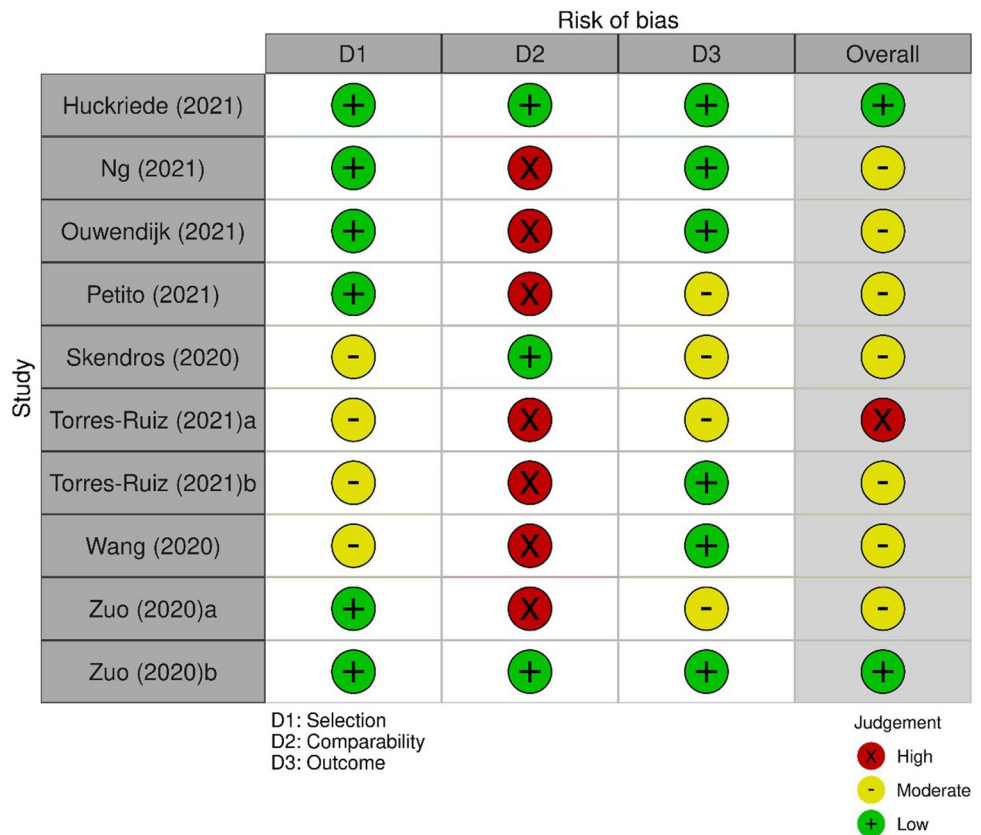 Risk of bias
D1 D2 D3 Overall
Study
Huckriede (2021) + + + +
Ng (2021) + X + -
Ouwendijk (2021) + X + -
Petito (2021) + X - -
Skendros (2020) - + - -
Torres-Ruiz (2021)a - X - X
Torres-Ruiz (2021)b - X + -
Wang (2020) - X + -
Zuo (2020)a + X - -
Zuo (2020)b + + + +
D1: Selection
D2: Comparability
D3: Outcome
Judgement
X High
- Moderate
+ Low